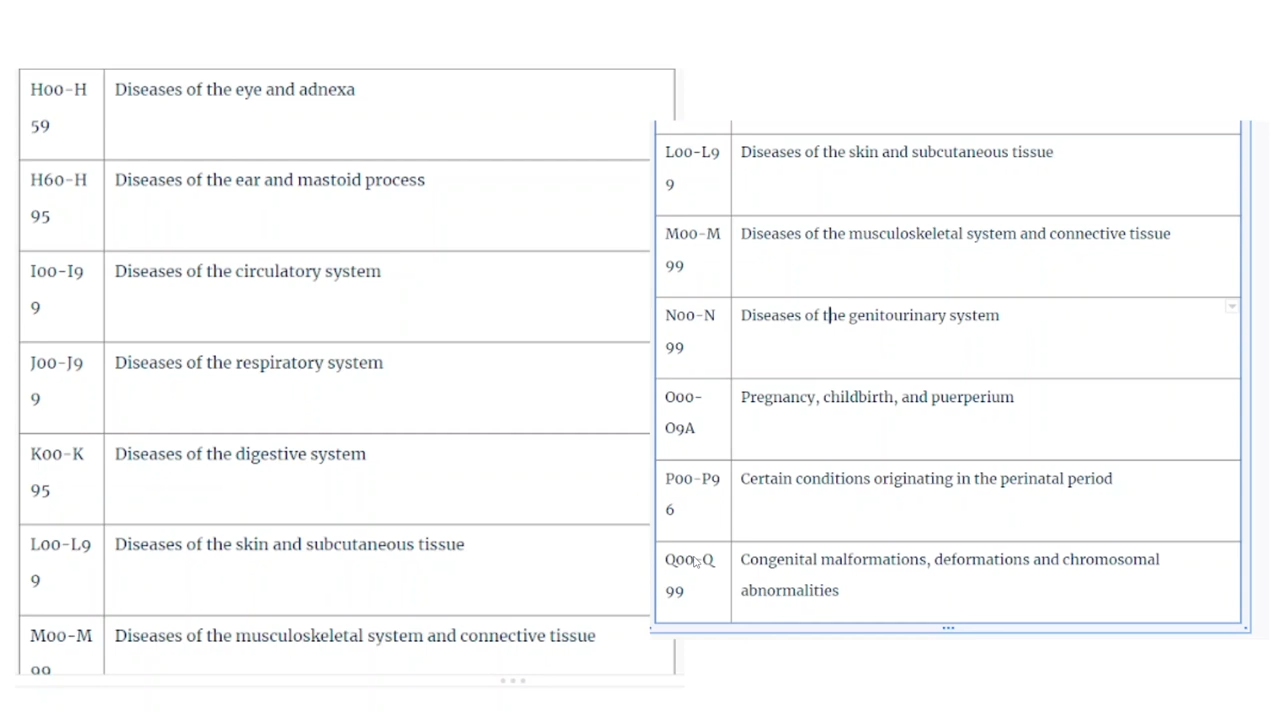 H00-H Diseases of the eye and adnexa
59
H60-H Diseases of the ear and mastoid process
95
I00-I9 Diseases of the circulatory system
9
J00-J9 Diseases of the respiratory system
9
K00-K Diseases of the digestive system
95
L00-L9 Diseases of the skin and subcutaneous tissue
9
M00-M Diseases of the musculoskeletal system and connective tissue
99
L00-L9 Diseases of the skin and subcutaneous tissue
9
M00-M Diseases of the musculoskeletal system and connective tissue
99
N00-N Diseases of the genitourinary system
99
O00- Pregnancy, childbirth, and puerperium
O9A
P00-P9 Certain conditions originating in the perinatal period
6
Q00-Q Congenital malformations, deformations and chromosomal
99 abnormalities